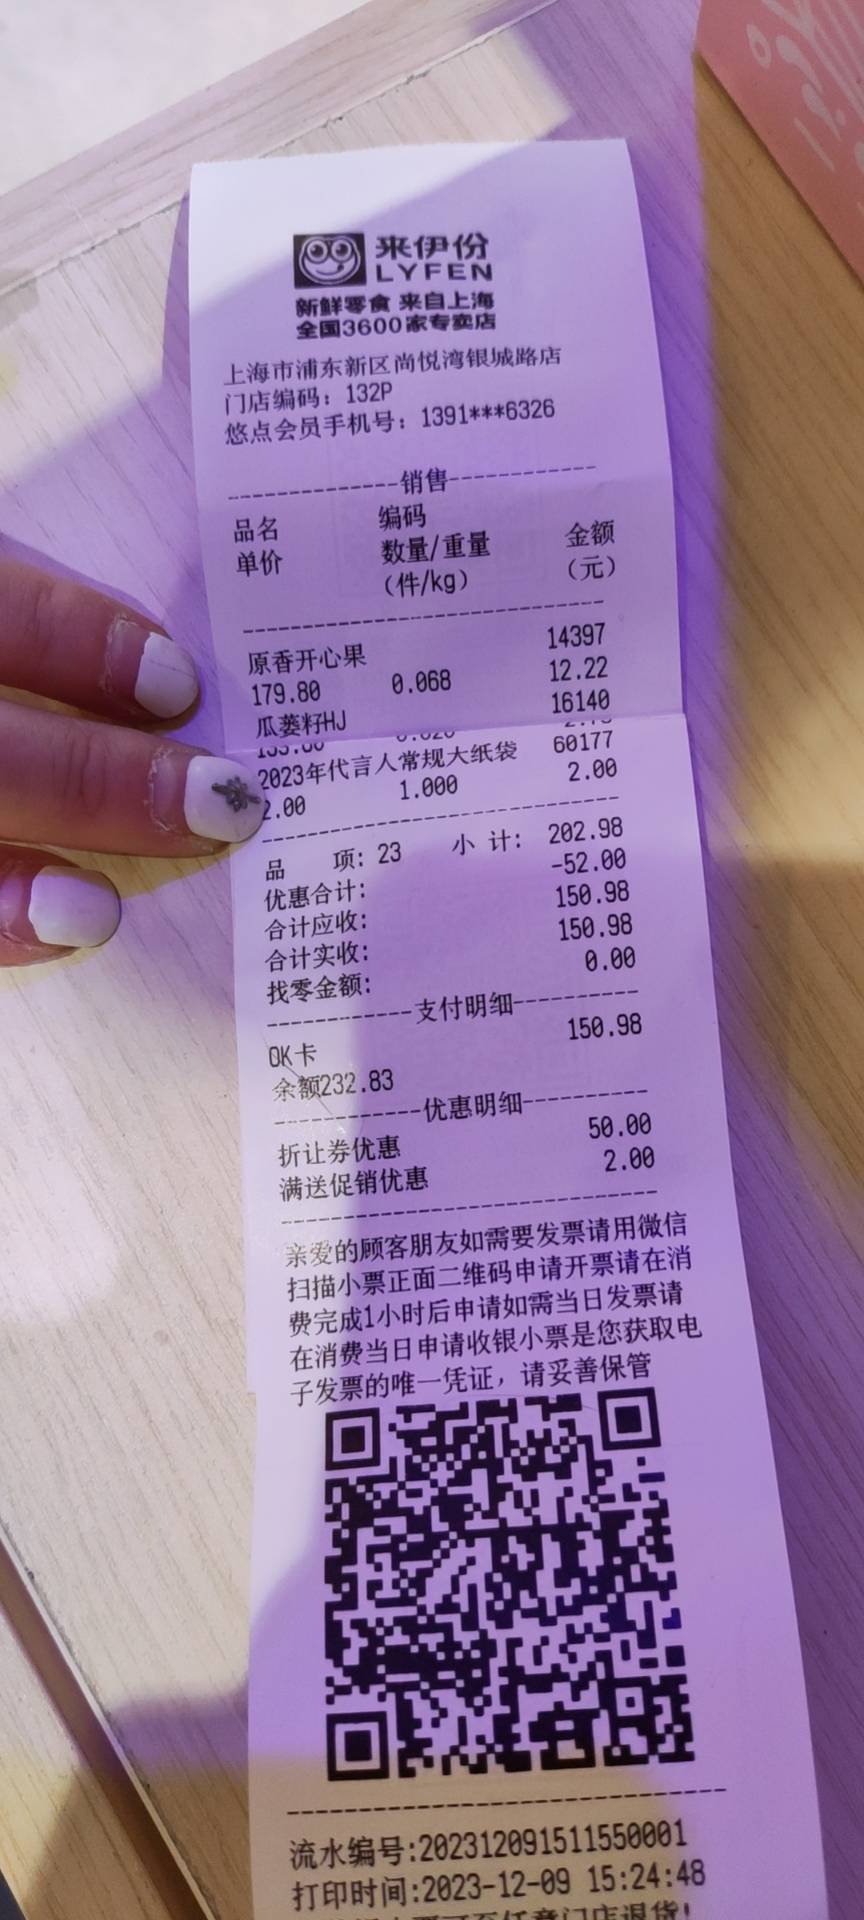 来伊份
LYFEN
新鲜零食 来自上海
全国3600家专卖店
上海市浦东新区尚悦湾银城路店
门店编码：132P
悠点会员手机号：1391***6326
销售
品名 编码
单价 数量/重量 金额
（件/kg） （元）
原香开心果 14397
179.80 0.068 12.22
瓜蒌籽HJ 16140
2023年代言人常规大纸袋 60177
2.00 1.000 2.00
品 项：23 小 计：202.98
优惠合计： -52.00
合计应收： 150.98
合计实收： 150.98
找零金额： 0.00
支付明细
OK卡 150.98
余额232.83
优惠明细
折让券优惠 50.00
满送促销优惠 2.00
亲爱的顾客朋友如需要发票请用微信
扫描小票正面二维码申请开票请在消
费完成1小时后申请如需当日发票请
在消费当日申请收银小票是您获取电
子发票的唯一凭证，请妥善保管
流水编号:202312091511550001
打印时间:2023-12-09 15:24:48